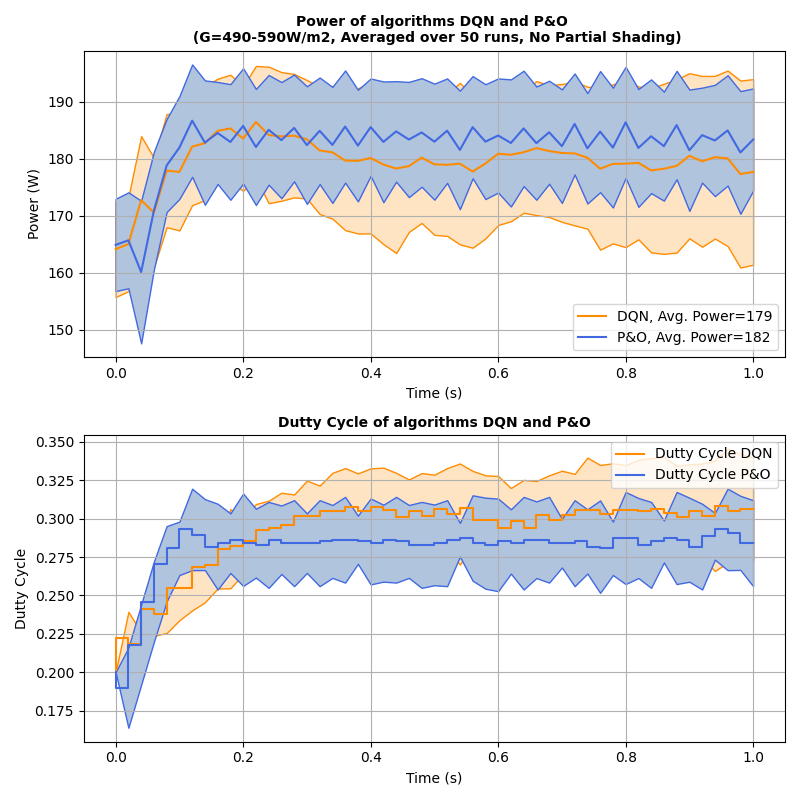 Power of algorithms DQN and P&O
(G=490-590W/m2, Averaged over 50 runs, No Partial Shading)
Power (W)
190
180
170
160
150
DQN, Avg. Power=179
P&O, Avg. Power=182
0.0 0.2 0.4 0.6 0.8 1.0
Time (s)
Dutty Cycle of algorithms DQN and P&O
Dutty Cycle
0.350
0.325
0.300
0.275
0.250
0.225
0.200
0.175
Dutty Cycle DQN
Dutty Cycle P&O
0.0 0.2 0.4 0.6 0.8 1.0
Time (s)